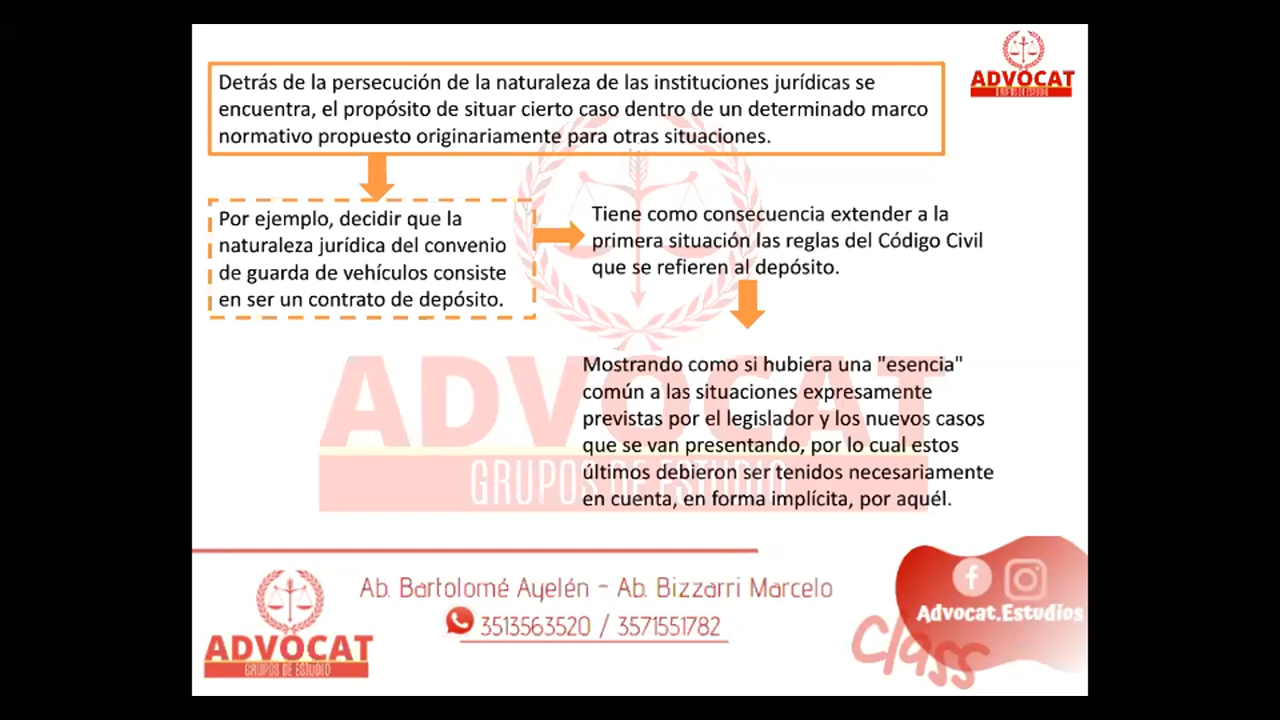 ADVOCAT
GRUPOS DE ESTUDIO
Detrás de la persecución de la naturaleza de las instituciones jurídicas se
encuentra, el propósito de situar cierto caso dentro de un determinado marco
normativo propuesto originariamente para otras situaciones.
Por ejemplo, decidir que la
naturaleza jurídica del convenio
de guarda de vehículos consiste
en ser un contrato de depósito.
Tiene como consecuencia extender a la
primera situación las reglas del Código Civil
que se refieren al depósito.
Mostrando como si hubiera una "esencia"
común a las situaciones expresamente
previstas por el legislador y los nuevos casos
que se van presentando, por lo cual estos
últimos debieron ser tenidos necesariamente
en cuenta, en forma implícita, por aquél.
ADVOCAT
GRUPOS DE ESTUDIO
Ab. Bartolomé Ayelén - Ab. Bizzarri Marcelo
3513563520 / 3571551782
ADVOCAT
GRUPOS DE ESTUDIO
Advocat.Estudios
Class